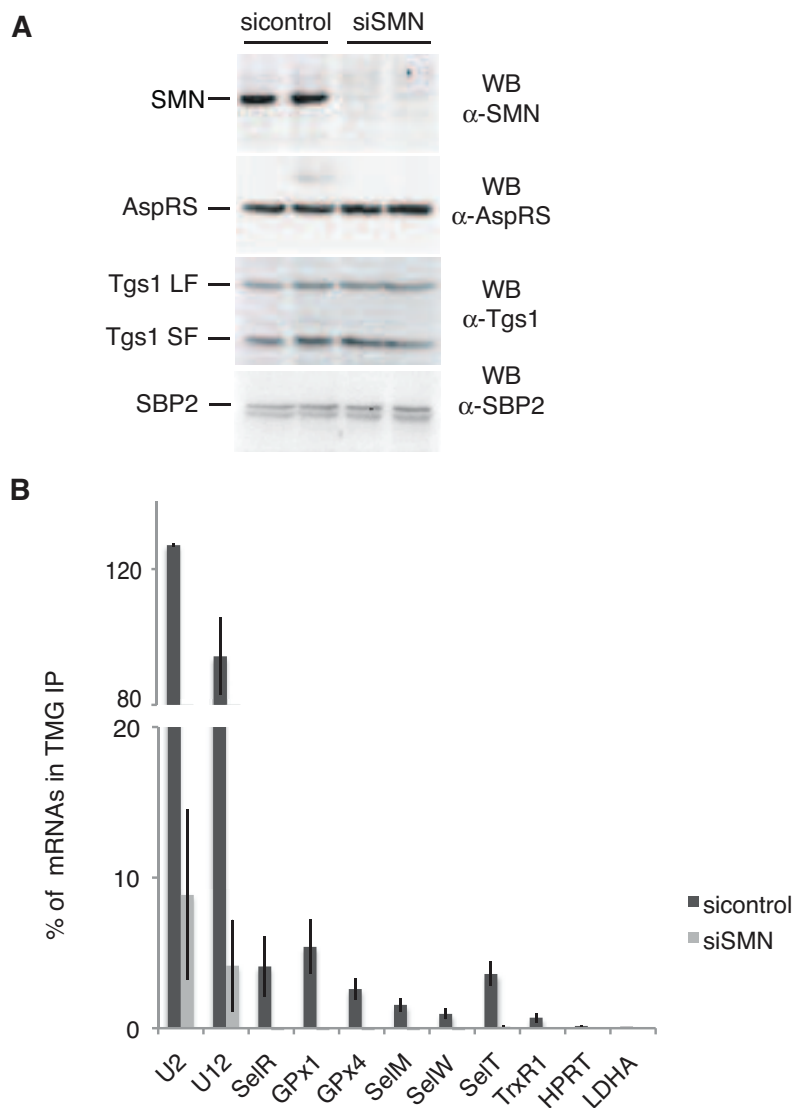 A
sicontrol siSMN
SMN
WB
α-SMN
AspRS
WB
α-AspRS
Tgs1 LF
Tgs1 SF
WB
α-Tgs1
SBP2
WB
α-SBP2
B
% of mRNAs in TMG IP
120
80
20
10
0
sicontrol
siSMN
U2
U12
SelR
GPx1
GPx4
SelM
SelW
SelT
TrxR1
HPRT
LDHA